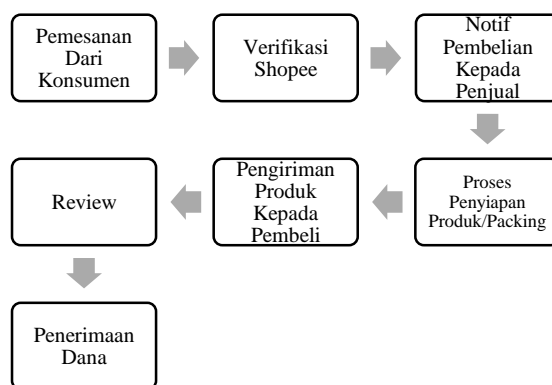 Pemesanan
Dari
Konsumen
Verifikasi
Shopee
Notif
Pembelian
Kepada
Penjual
Proses
Penyiapan
Produk/Packing
Pengiriman
Produk
Kepada
Pembeli
Review
Penerimaan
Dana